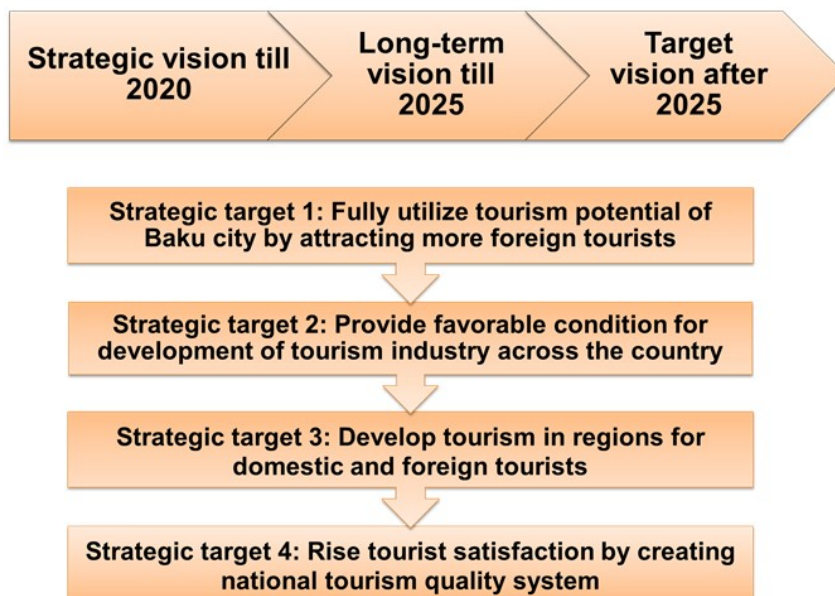 Strategic vision till
2020
Long-term
vision till
2025
Target
vision after
2025
Strategic target 1: Fully utilize tourism potential of
Baku city by attracting more foreign tourists
Strategic target 2: Provide favorable condition for
development of tourism industry across the country
Strategic target 3: Develop tourism in regions for
domestic and foreign tourists
Strategic target 4: Rise tourist satisfaction by creating
national tourism quality system